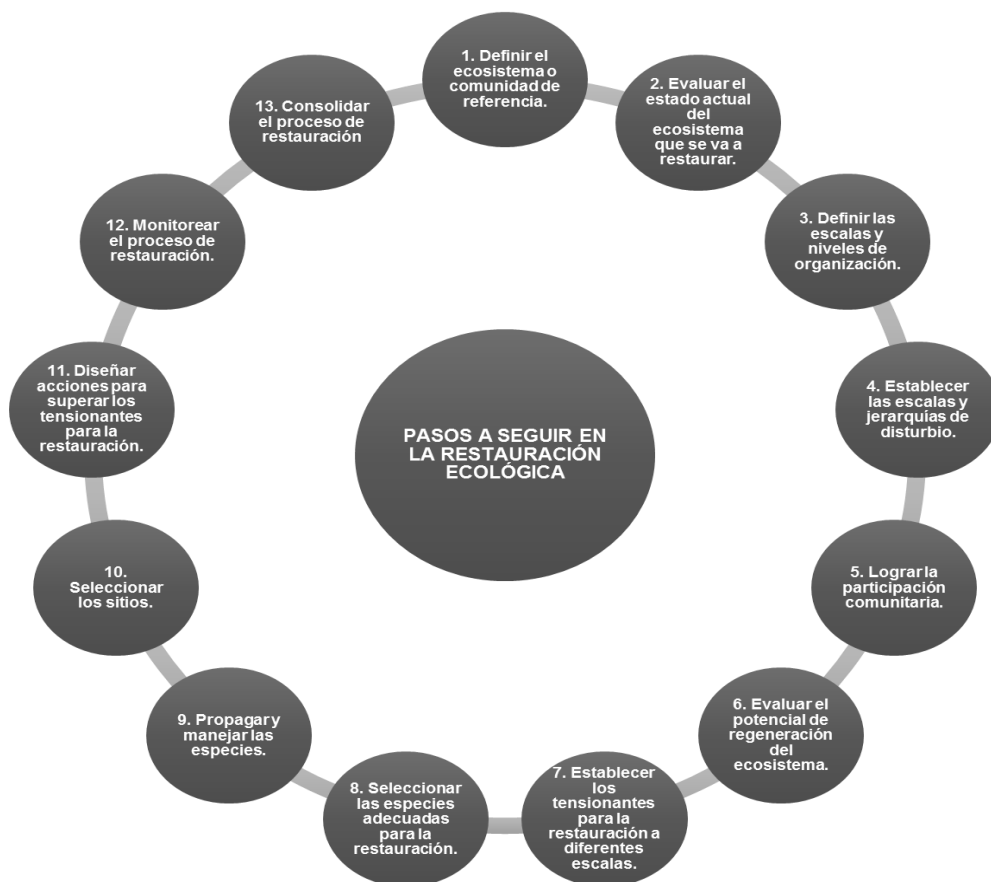 1. Definir el
ecosistema o
comunidad de
referencia.
2. Evaluar el
estado actual
del
ecosistema
que se va a
restaurar.
3. Definir las
escalas y
niveles de
organización.
4. Establecer
las escalas y
jerarquías de
disturbio.
5. Lograr la
participación
comunitaria.
6. Evaluar el
potencial de
regeneración
del
ecosistema.
7. Establecer
los
tensionantes
para la
restauración a
diferentes
escalas.
8. Seleccionar
las especies
adecuadas
para la
restauración.
9. Propagar y
manejar las
especies.
10.
Seleccionar
los sitios.
11. Diseñar
acciones para
superar los
tensionantes
para la
restauración.
12. Monitorear
el proceso de
restauración.
13. Consolidar
el proceso de
restauración
PASOS A SEGUIR EN
LA RESTAURACIÓN
ECOLÓGICA